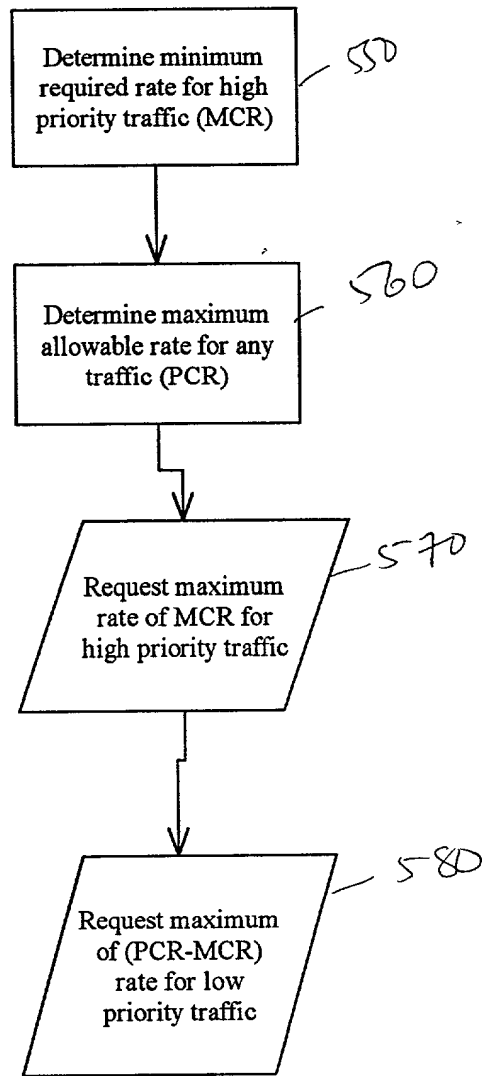 Determine minimum
required rate for high
priority traffic (MCR)
550
Determine maximum
allowable rate for any
traffic (PCR)
560
Request maximum
rate of MCR for
high priority traffic
570
Request maximum
of (PCR-MCR)
rate for low
priority traffic
580